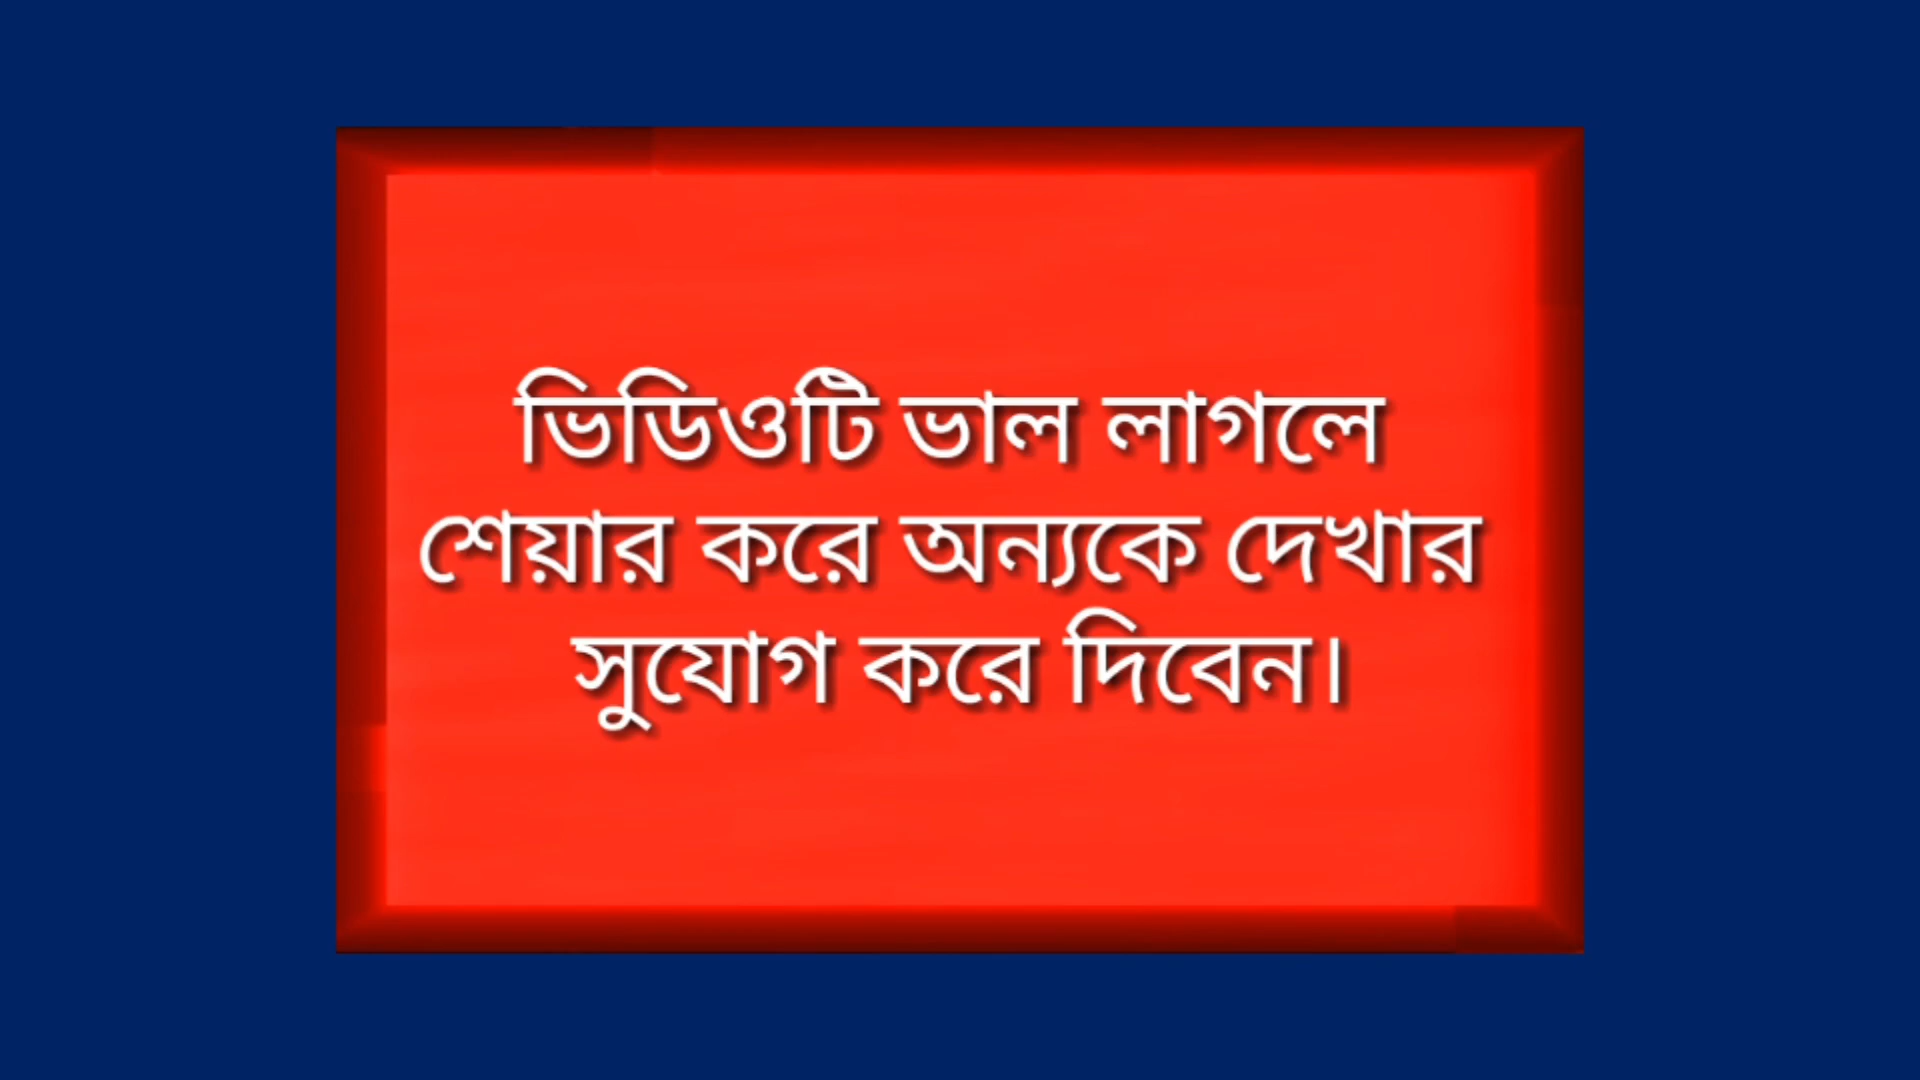 ভিডিওটি ভাল লাগলে
শেয়ার করে অন্যকে দেখার
সুযোগ করে দিবেন।